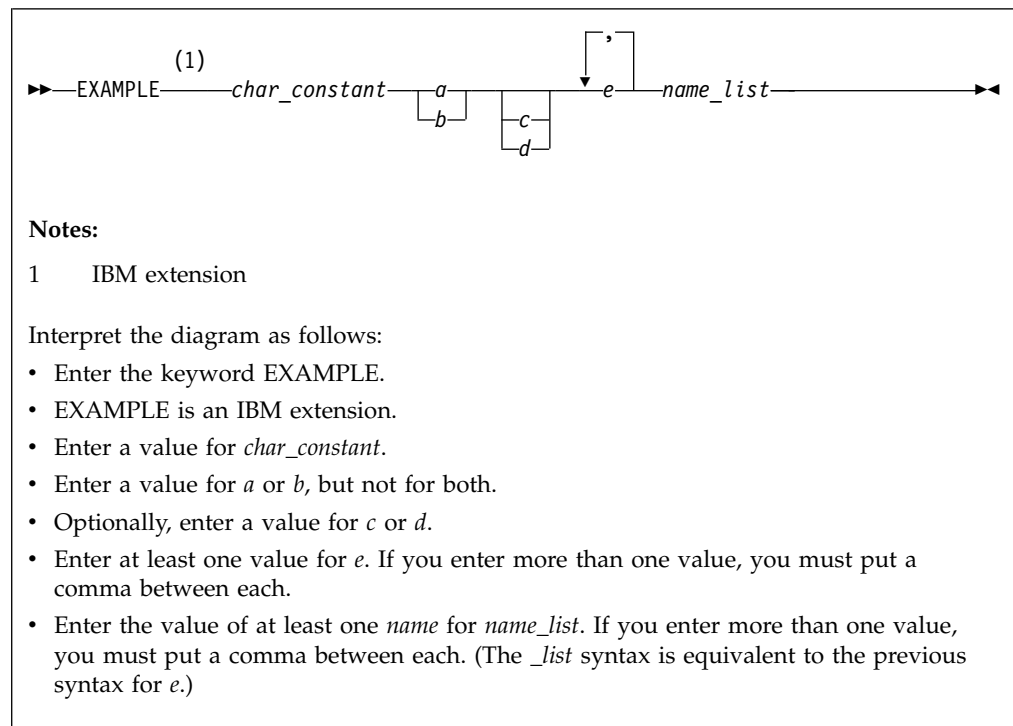 ,
(1)
EXAMPLE char_constant a e name_list
b c
d
Notes:
1 IBM extension
Interpret the diagram as follows:
• Enter the keyword EXAMPLE.
• EXAMPLE is an IBM extension.
• Enter a value for char_constant.
• Enter a value for a or b, but not for both.
• Optionally, enter a value for c or d.
• Enter at least one value for e. If you enter more than one value, you must put a
comma between each.
• Enter the value of at least one name for name_list. If you enter more than one value,
you must put a comma between each. (The _list syntax is equivalent to the previous
syntax for e.)